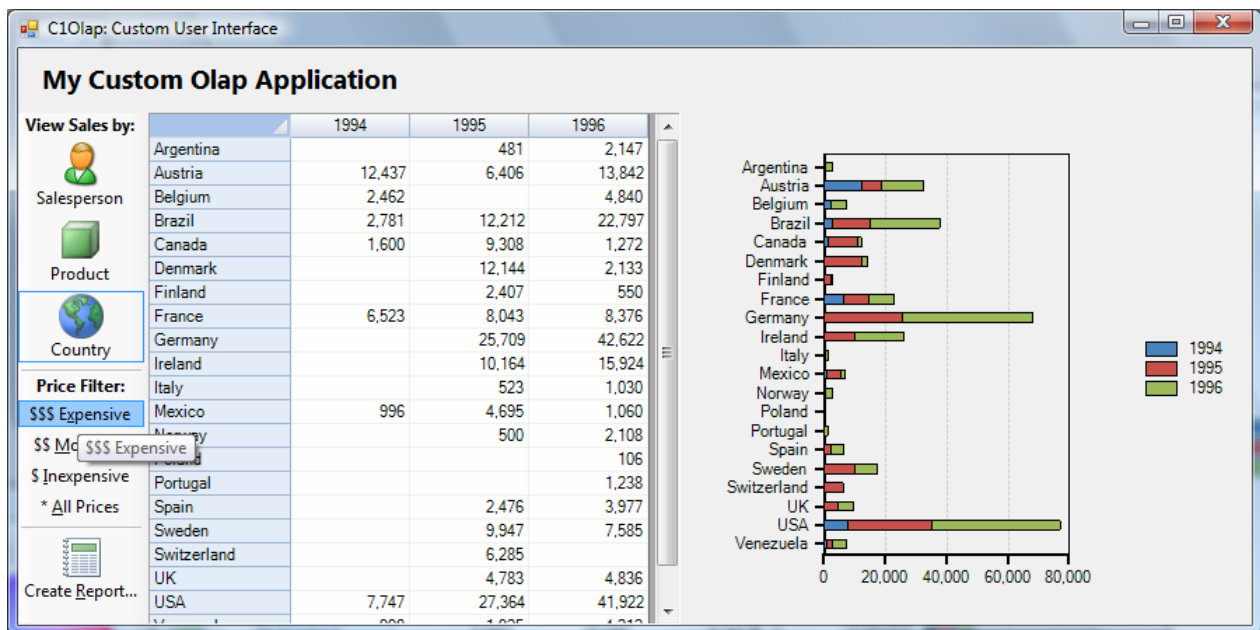 C1Olap: Custom User Interface
My Custom Olap Application
View Sales by:
Salesperson
Product
Country
Price Filter:
$$$ Expensive
$$ Mo
$$$ Expensive
$ Inexpensive
* All Prices
Create Report...
1994 1995 1996
Argentina 481 2,147
Austria 12,437 6,406 13,842
Belgium 2,462 4,840
Brazil 2,781 12,212 22,797
Canada 1,600 9,308 1,272
Denmark 12,144 2,133
Finland 2,407 550
France 6,523 8,043 8,376
Germany 25,709 42,622
Ireland 10,164 15,924
Italy 523 1,030
Mexico 996 4,695 1,060
Norway 500 2,108
Poland 106
Portugal 1,238
Spain 2,476 3,977
Sweden 9,947 7,585
Switzerland 6,285
UK 4,783 4,836
USA 7,747 27,364 41,922
Argentina
Austria
Belgium
Brazil
Canada
Denmark
Finland
France
Germany
Ireland
Italy
Mexico
Norway
Poland
Portugal
Spain
Sweden
Switzerland
UK
USA
Venezuela
0 20,000 40,000 60,000 80,000
1994
1995
1996